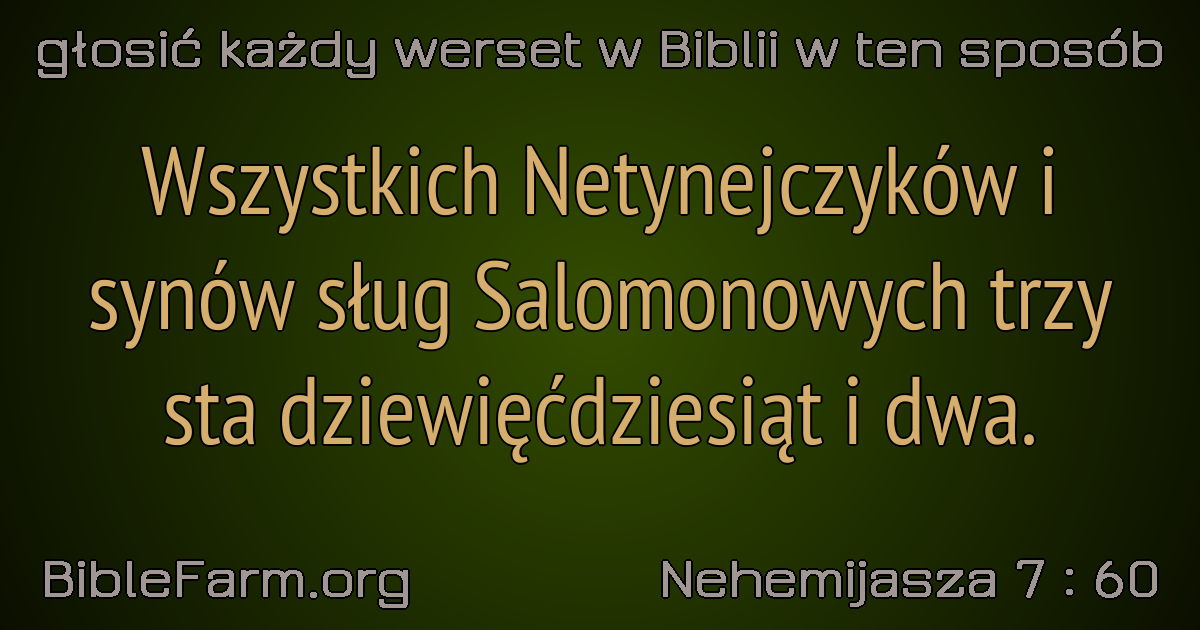 głosić każdy werset w Biblii w ten sposób
Wszystkich Netynejczyków i
synów sług Salomonowych trzy
sta dziewięćdziesiąt i dwa.
BibleFarm.org
Nehemijasza 7 : 60